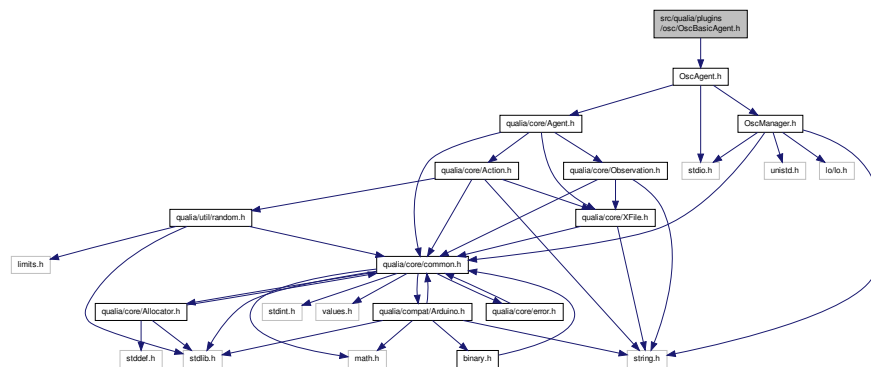 src/qualia/plugins
/osc/OscBasicAgent.h
OscAgent.h
qualia/core/Agent.h
OscManager.h
qualia/core/Action.h
qualia/core/Observation.h
stdio.h
unistd.h
lo/lo.h
qualia/util/random.h
qualia/core/XFile.h
limits.h
qualia/core/common.h
qualia/core/Allocator.h
stdint.h
values.h
qualia/compat/Arduino.h
qualia/core/error.h
stddef.h
stdlib.h
math.h
binary.h
string.h